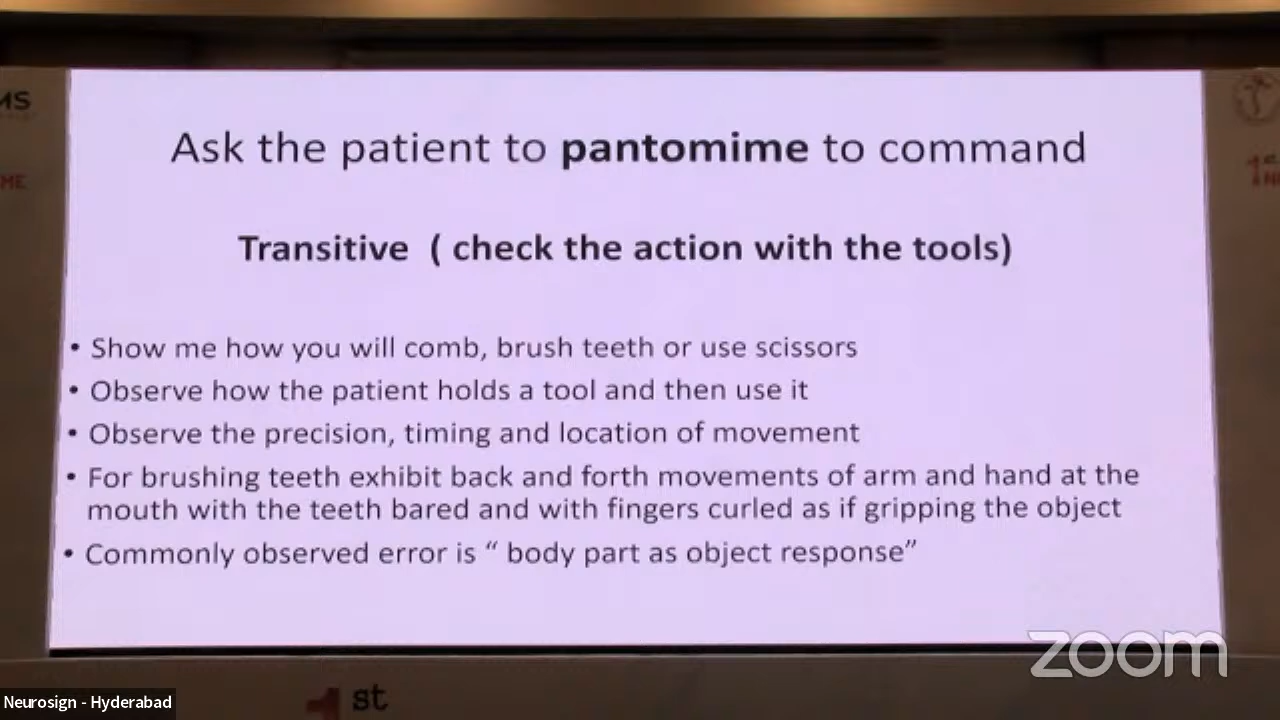 Ask the patient to pantomime to command
Transitive ( check the action with the tools)
• Show me how you will comb, brush teeth or use scissors
• Observe how the patient holds a tool and then use it
• Observe the precision, timing and location of movement
• For brushing teeth exhibit back and forth movements of arm and hand at the
mouth with the teeth bared and with fingers curled as if gripping the object
• Commonly observed error is “ body part as object response”
zoom
Neurosign - Hyderabad
1st